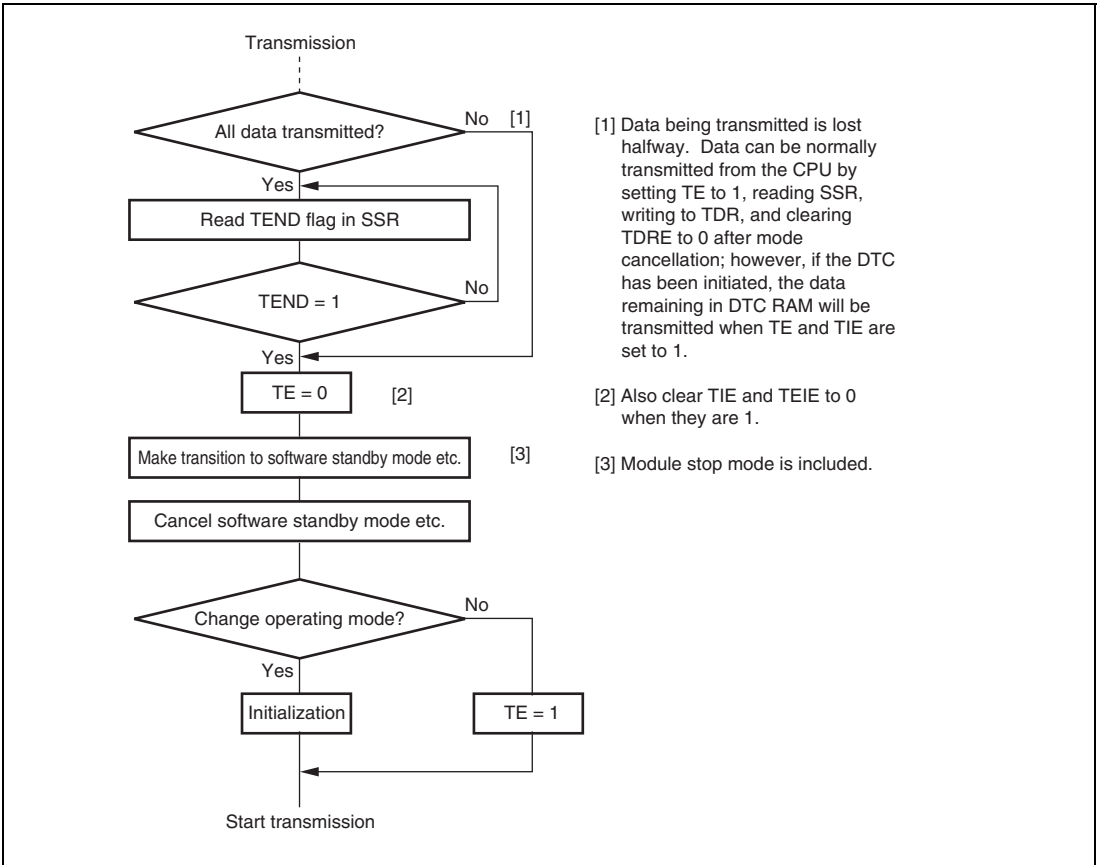 Transmission
All data transmitted?
No
[1]
Yes
Read TEND flag in SSR
TEND = 1
No
Yes
TE = 0
[2]
Make transition to software standby mode etc.
[3]
Cancel software standby mode etc.
Change operating mode?
No
Yes
Initialization
TE = 1
Start transmission
[1] Data being transmitted is lost
halfway. Data can be normally
transmitted from the CPU by
setting TE to 1, reading SSR,
writing to TDR, and clearing
TDRE to 0 after mode
cancellation; however, if the DTC
has been initiated, the data
remaining in DTC RAM will be
transmitted when TE and TIE are
set to 1.
[2] Also clear TIE and TEIE to 0
when they are 1.
[3] Module stop mode is included.